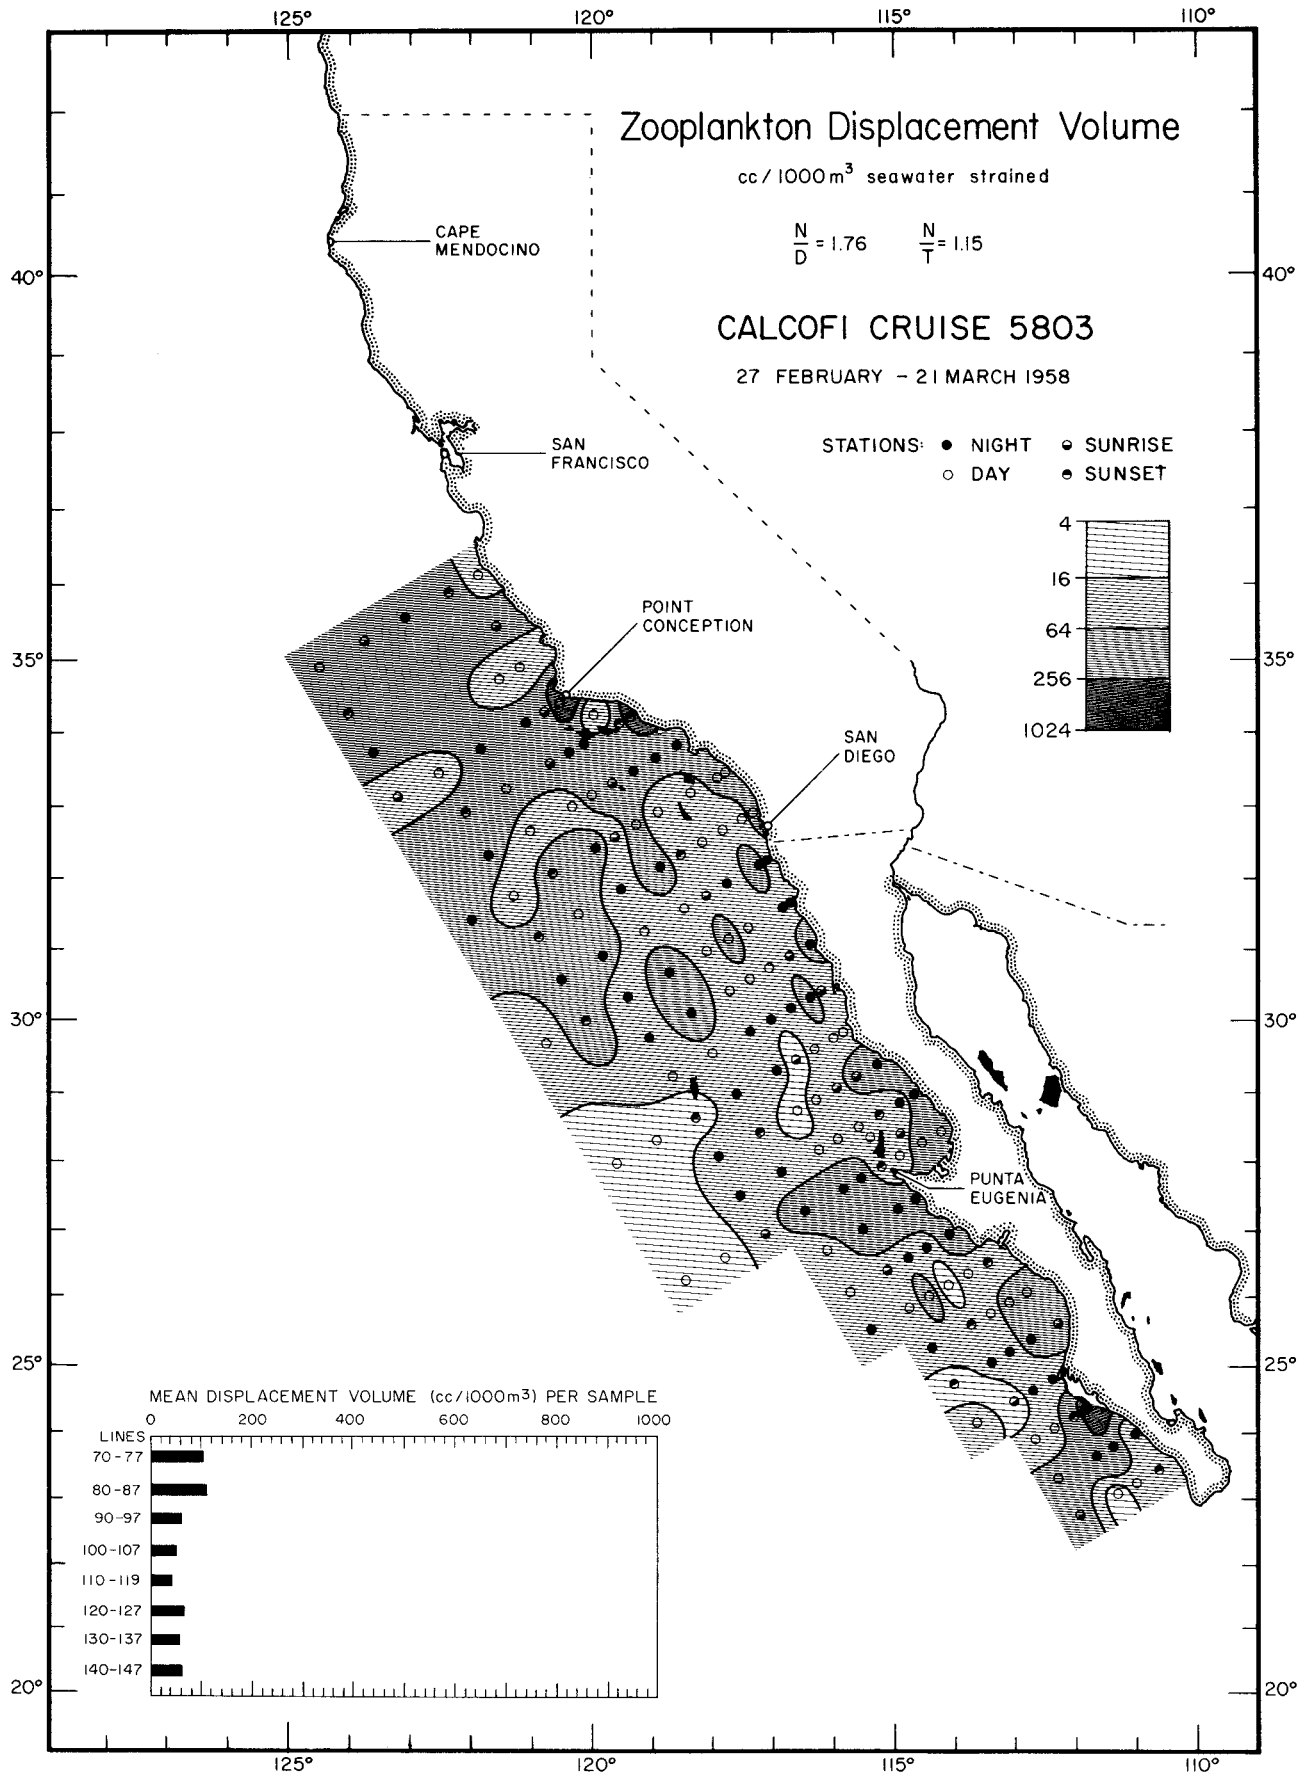 125° 120° 115° 110°
Zooplankton Displacement Volume
cc/1000m³ seawater strained
N/D = 1.76 N/T = 1.15
CALCOFI CRUISE 5803
27 FEBRUARY – 21 MARCH 1958
STATIONS: NIGHT SUNRISE
DAY SUNSET
4
16
64
256
1024
CAPE
MENDOCINO
40° 40°
SAN
FRANCISCO
POINT
CONCEPTION
35° 35°
SAN
DIEGO
30° 30°
PUNTA
EUGENIA
25° 25°
MEAN DISPLACEMENT VOLUME (cc/1000m³) PER SAMPLE
0 200 400 600 800 1000
LINES
70-77
80-87
90-97
100-107
110-119
120-127
130-137
140-147
20° 20°
125° 120° 115° 110°